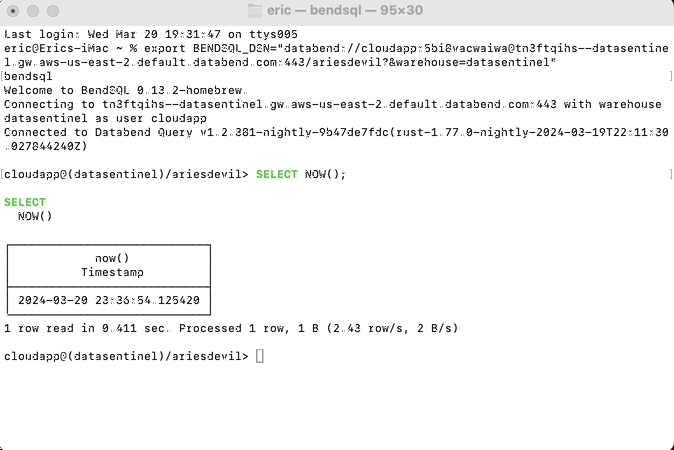 eric — bendsql — 95×30
Last login: Wed Mar 20 19:31:47 on ttys005
eric@Erics-iMac ~ % export BENDSQL_DSN="databend://cloudapp:5bi8vacwaiwa@tn3ftqihs--datasentine
l.gw.aws-us-east-2.default.databend.com:443/ariesdevil?&warehouse=datasentinel"
bendsql
Welcome to BendSQL 0.13.2-homebrew.
Connecting to tn3ftqihs--datasentinel.gw.aws-us-east-2.default.databend.com:443 with warehouse
datasentinel as user cloudapp
Connected to Databend Query v1.2.381-nightly-9b47de7fdc(rust-1.77.0-nightly-2024-03-19T22:11:30
.027844240Z)
cloudapp@(datasentinel)/ariesdevil> SELECT NOW();
SELECT
NOW()
now()
Timestamp
2024-03-20 23:36:54.125420
1 row read in 0.411 sec. Processed 1 row, 1 B (2.43 row/s, 2 B/s)
cloudapp@(datasentinel)/ariesdevil>